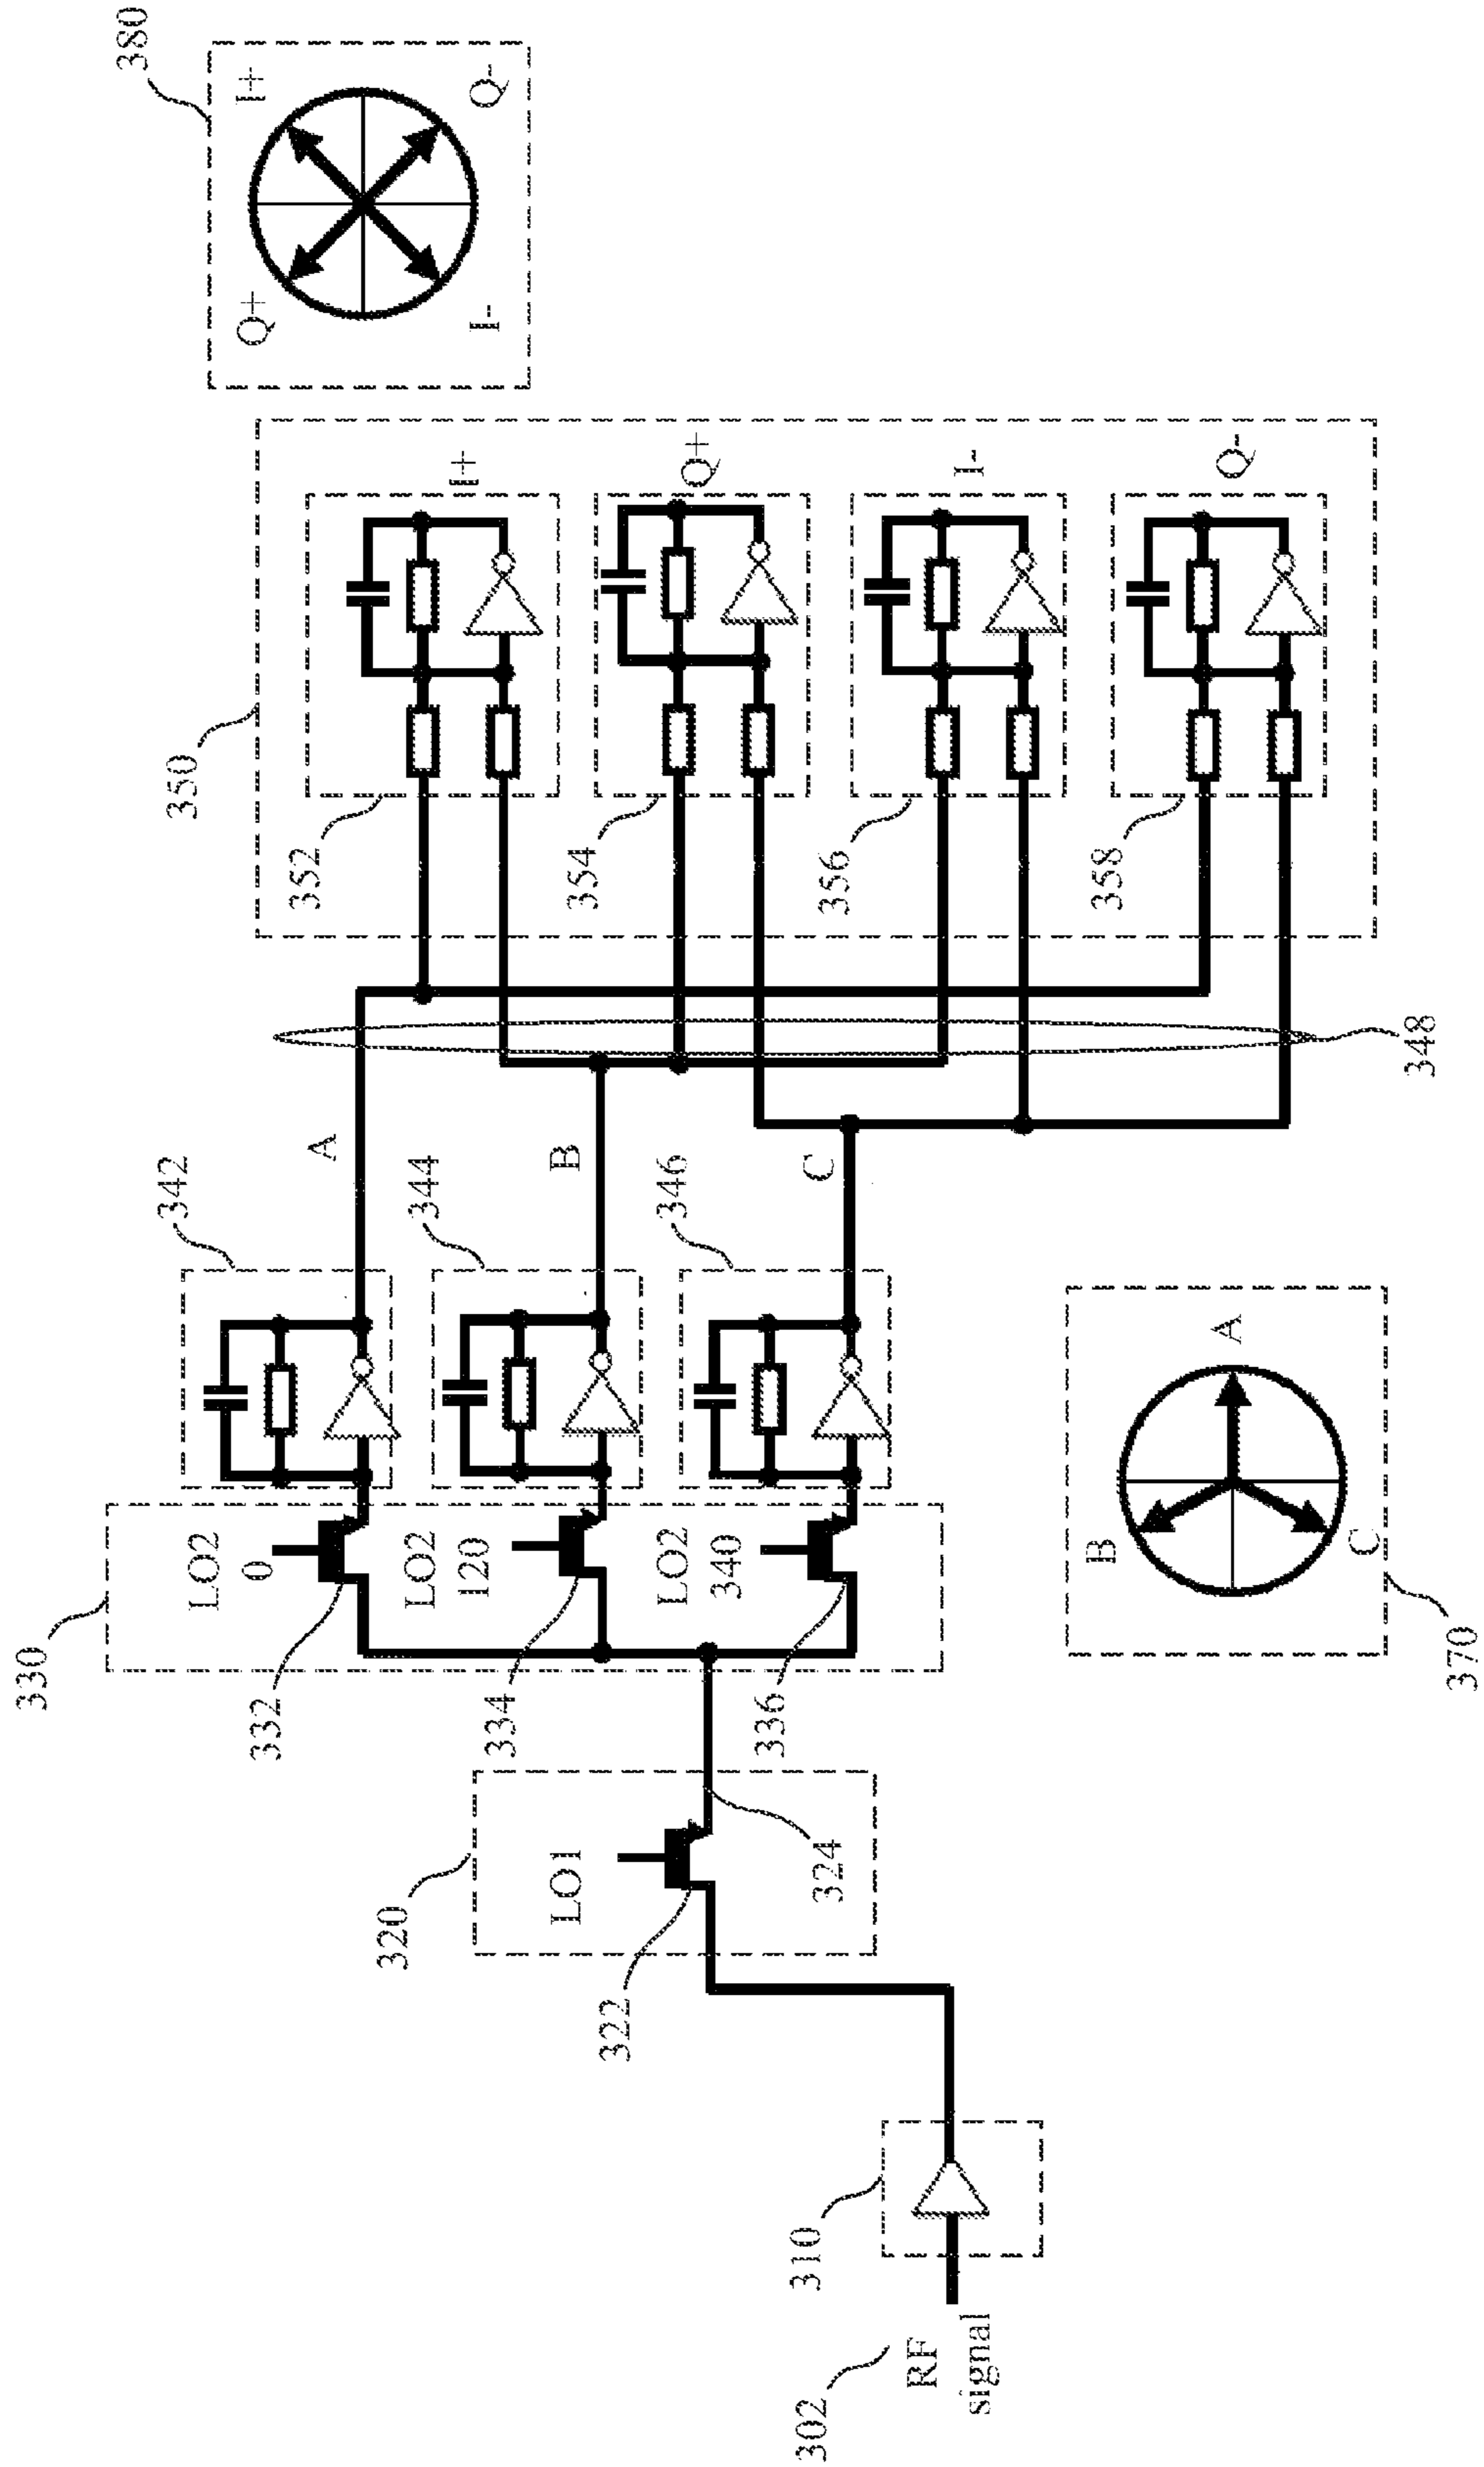 302
RF
signal
310
320
LO1
322
324
330
LO2
0
332
LO2
120
334
LO2
340
336
342
A
344
B
346
C
348
350
352
I+
354
Q+
356
I-
358
Q-
370
A
B
C
380
Q+
I+
I-
Q-